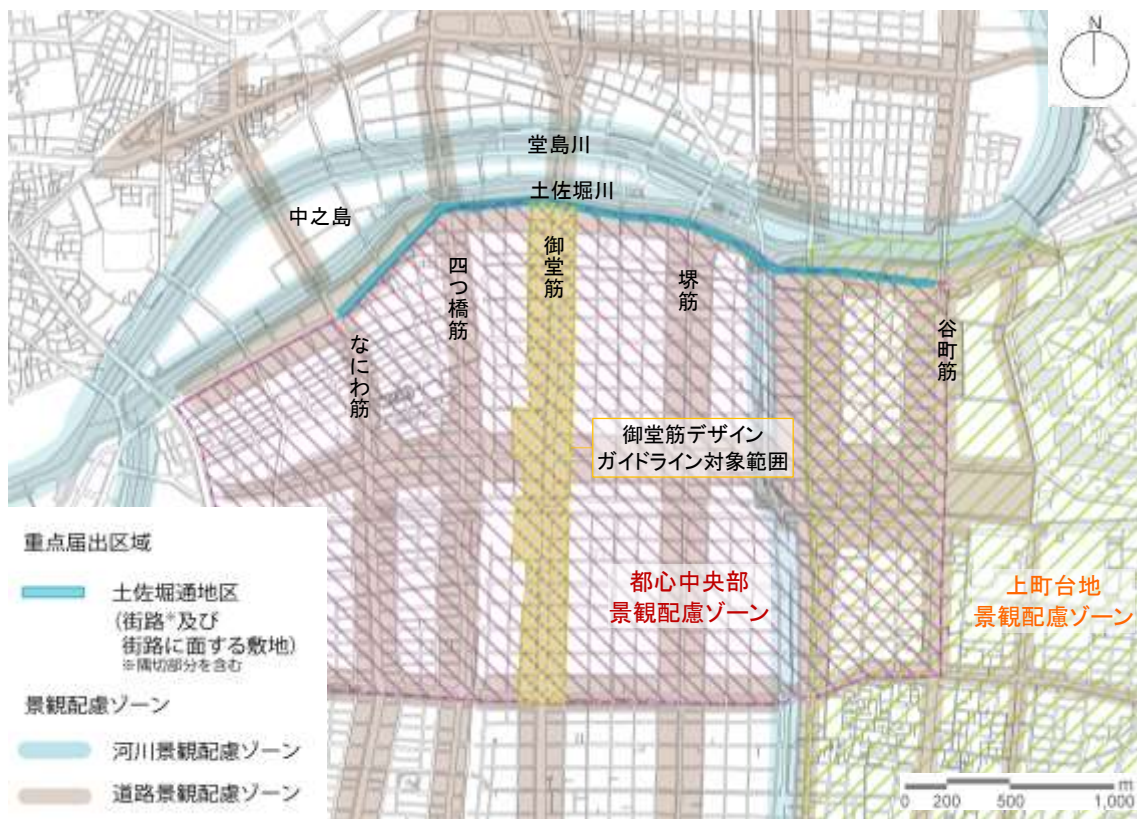 N
堂島川
土佐堀川
中之島
御堂筋
四つ橋筋
堺筋
なにわ筋
谷町筋
御堂筋デザイン
ガイドライン対象範囲
都心中央部
景観配慮ゾーン
上町台地
景観配慮ゾーン
重点届出区域
土佐堀通地区
(街路*及び
街路に面する敷地)
※隅切部分を含む
景観配慮ゾーン
河川景観配慮ゾーン
道路景観配慮ゾーン
m
0 200 500 1,000